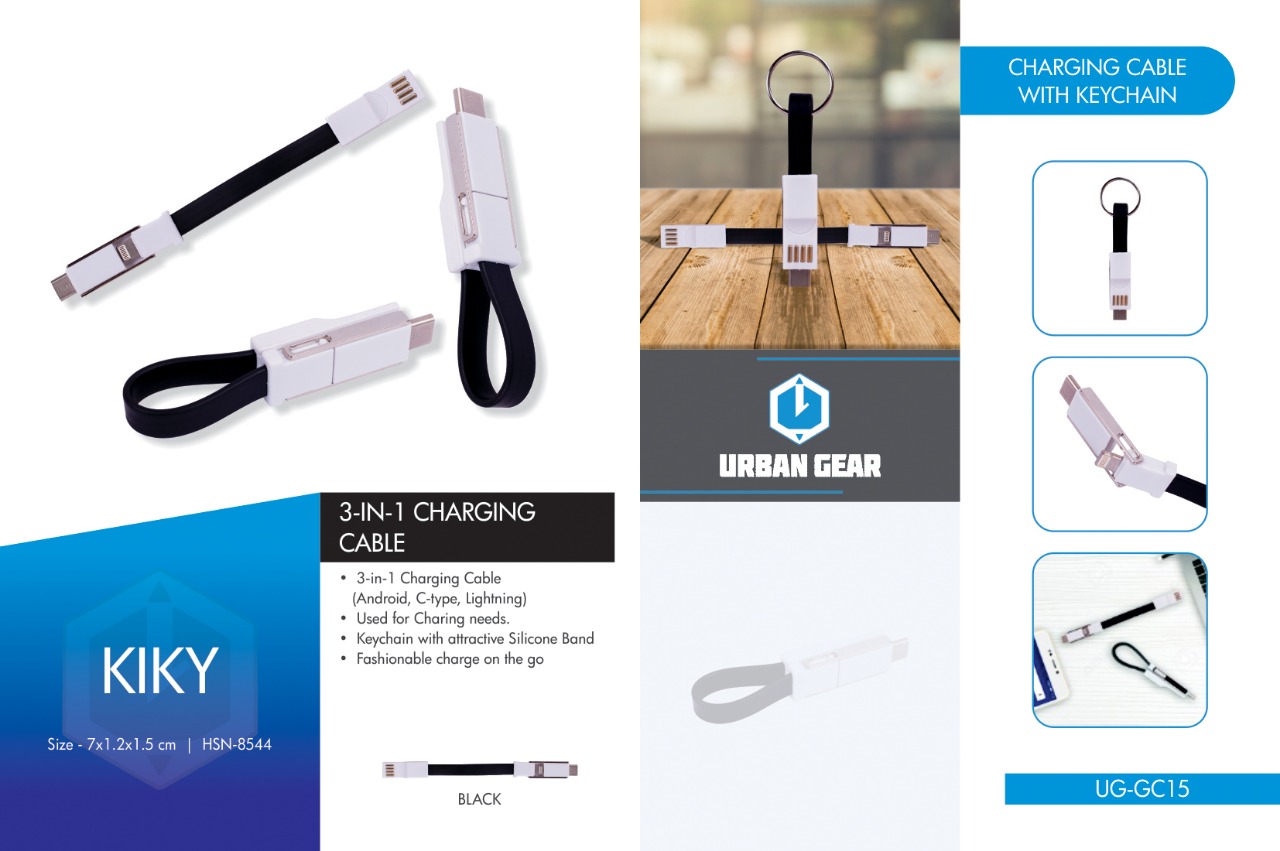 3-IN-1 CHARGING
CABLE
• 3-in-1 Charging Cable
(Android, C-type, Lightning)
• Used for Charing needs.
• Keychain with attractive Silicone Band
• Fashionable charge on the go
KIKY
Size - 7x1.2x1.5 cm | HSN-8544
BLACK
URBAN GEAR
CHARGING CABLE
WITH KEYCHAIN
UG-GC15